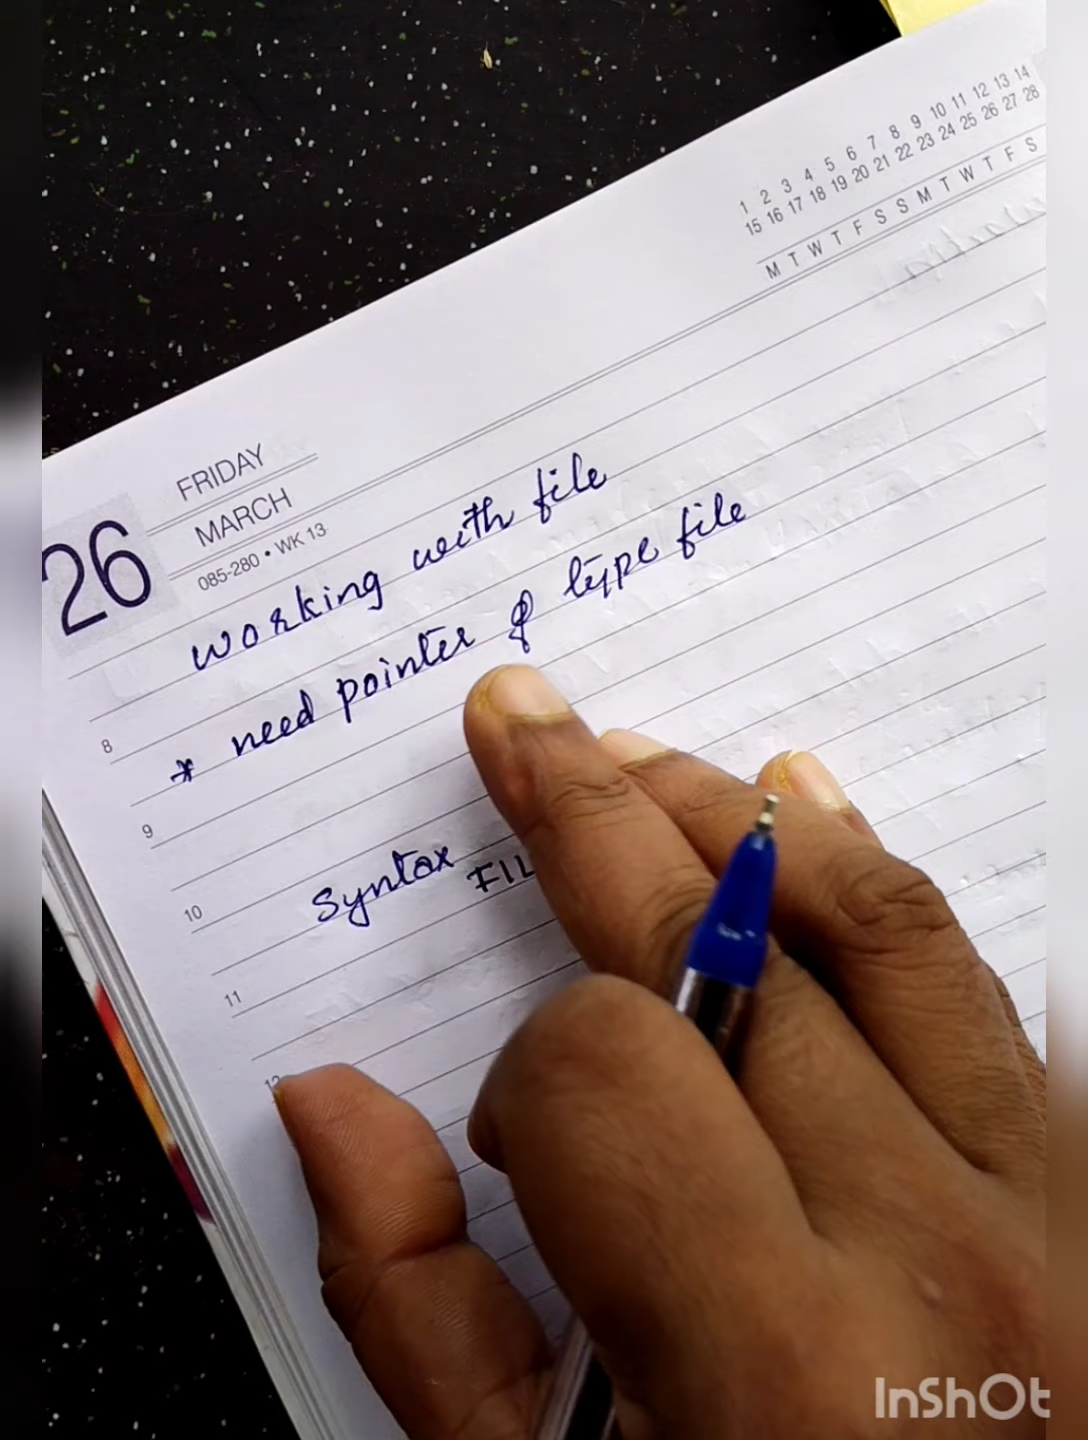 1 2 3 4 5 6 7 8 9 10 11 12 13 14
15 16 17 18 19 20 21 22 23 24 25 26 27 28
M T W T F S S M T W T F S
26
FRIDAY
MARCH
085-280 • WK 13
working with file
8
* need pointer of type file
9
Syntax
10
FIL
11
12
InShOt